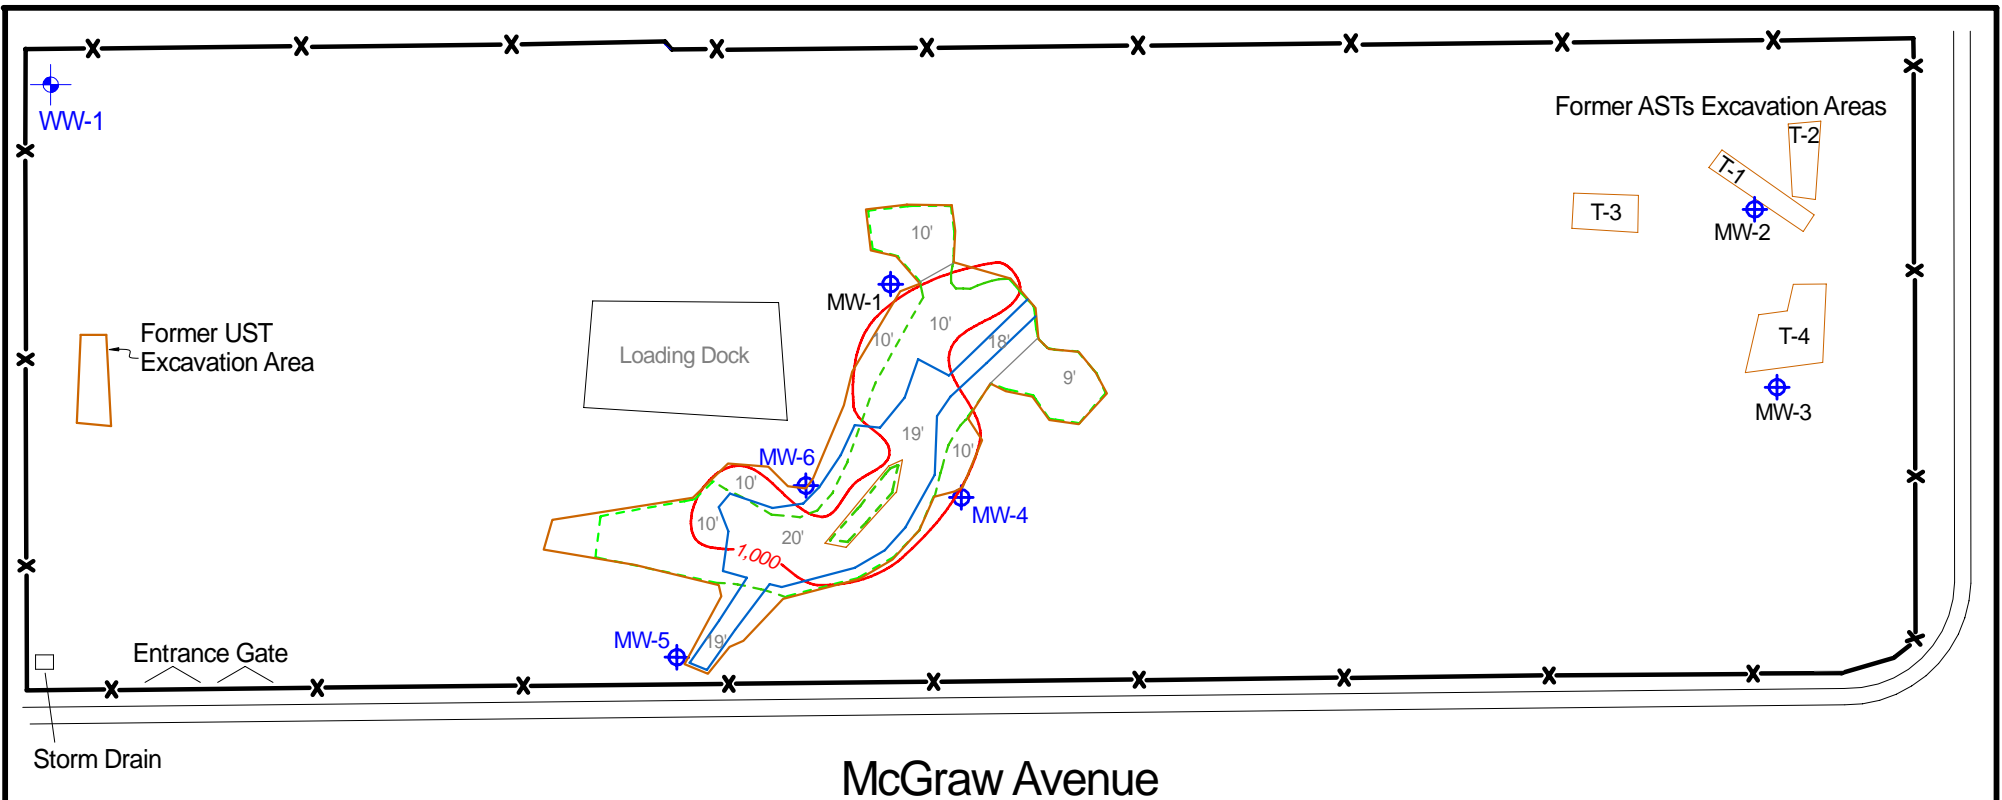 WW-1
Former ASTs Excavation Areas
T-2
T-1
T-3
MW-2
10'
MW-1
10'
10'
18'
Former UST
Excavation Area
Loading Dock
T-4
9'
MW-3
19'
10'
MW-6
10'
10'
MW-4
20'
1,000
MW-5
19'
Entrance Gate
Storm Drain
McGraw Avenue